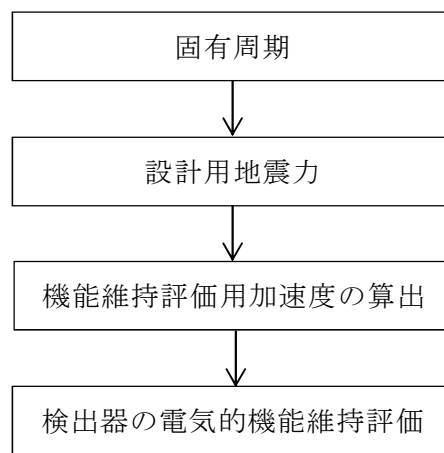 固有周期
設計用地震力
機能維持評価用加速度の算出
検出器の電気的機能維持評価